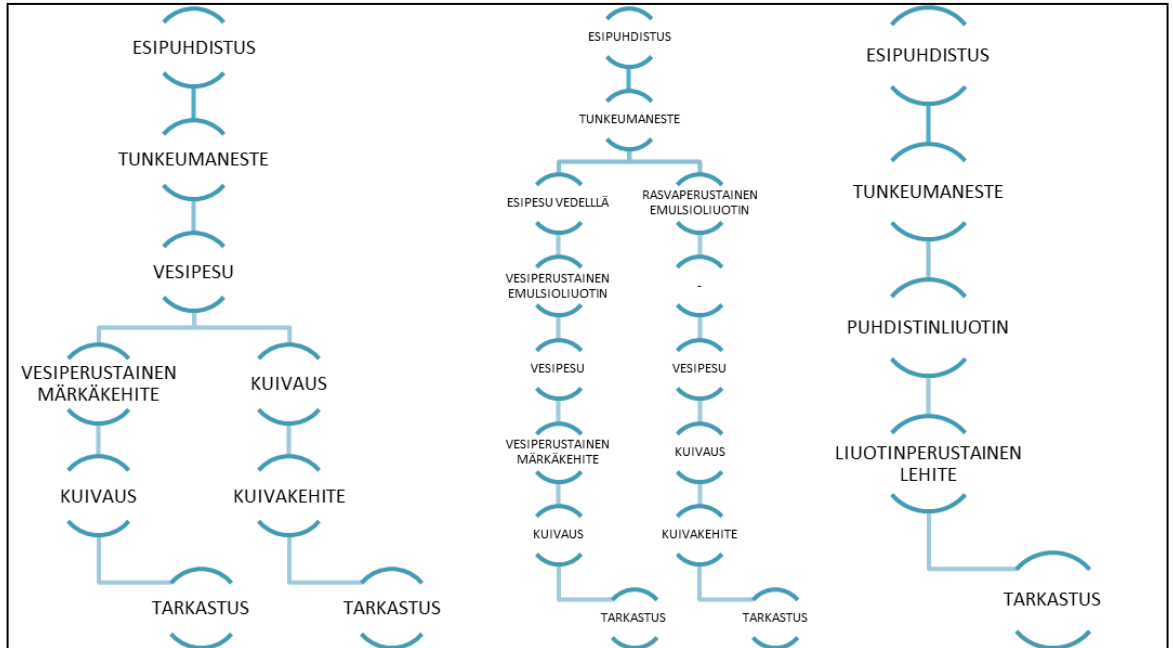 ESIPUHDISTUS
TUNKEUMANESTE
VESIPESU
VESIPERUSTAINEN
MÄRKÄKEHITE
KUIVAUS
TARKASTUS
KUIVAUS
KUIVAKEHITE
TARKASTUS
ESIPUHDISTUS
TUNKEUMANESTE
ESIPESU VEDELLLÄ
VESIPERUSTAINEN
EMULSIOLIUOTIN
VESIPESU
VESIPERUSTAINEN
MÄRKÄKEHITE
KUIVAUS
TARKASTUS
RASVAPERUSTAINEN
EMULSIOLIUOTIN
-
VESIPESU
KUIVAUS
KUIVAKEHITE
TARKASTUS
ESIPUHDISTUS
TUNKEUMANESTE
PUHDISTINLIUOTIN
LIUOTINPERUSTAINEN
LEHITE
TARKASTUS